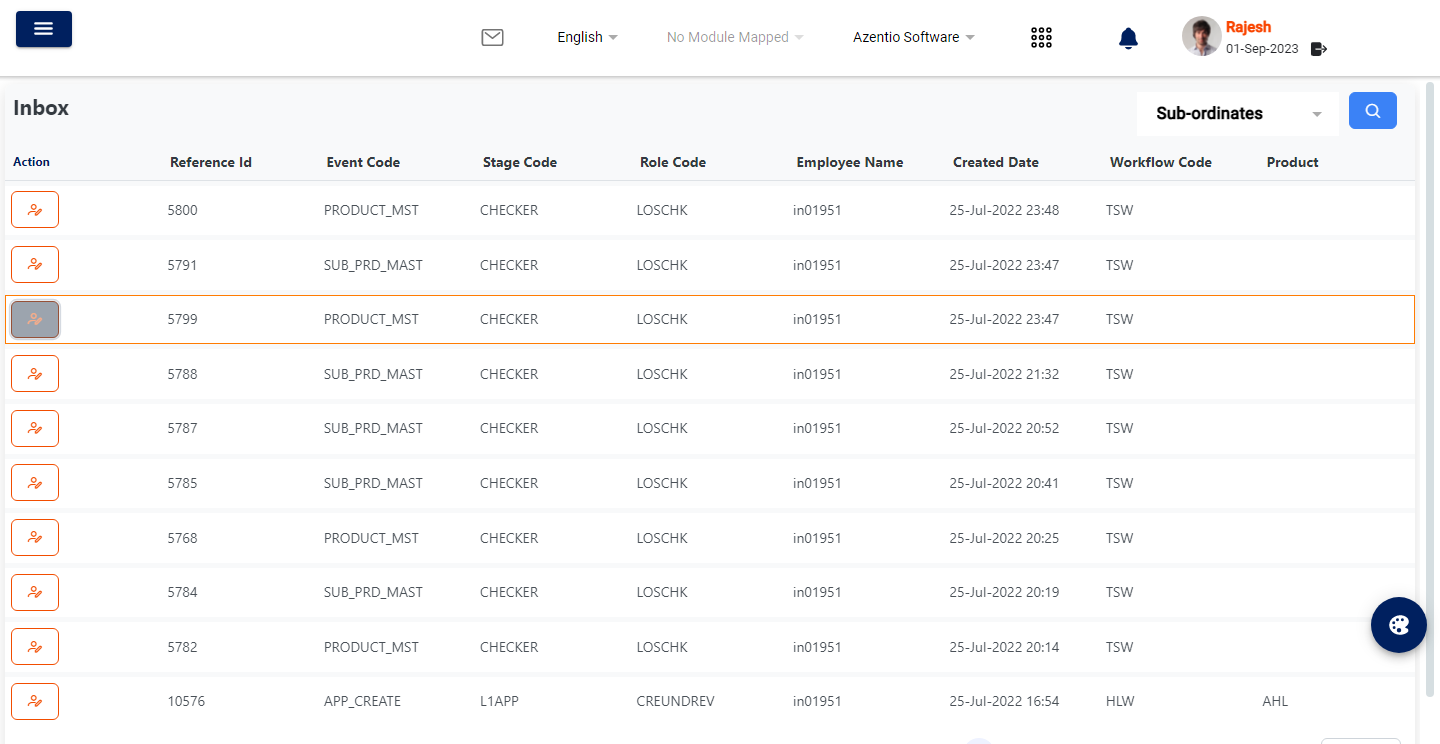 English No Module Mapped Azentio Software Rajesh
01-Sep-2023
Inbox Sub-ordinates
Action Reference Id Event Code Stage Code Role Code Employee Name Created Date Workflow Code Product
5800 PRODUCT_MST CHECKER LOSCHK in01951 25-Jul-2022 23:48 TSW
5791 SUB_PRD_MAST CHECKER LOSCHK in01951 25-Jul-2022 23:47 TSW
5799 PRODUCT_MST CHECKER LOSCHK in01951 25-Jul-2022 23:47 TSW
5788 SUB_PRD_MAST CHECKER LOSCHK in01951 25-Jul-2022 21:32 TSW
5787 SUB_PRD_MAST CHECKER LOSCHK in01951 25-Jul-2022 20:52 TSW
5785 SUB_PRD_MAST CHECKER LOSCHK in01951 25-Jul-2022 20:41 TSW
5768 PRODUCT_MST CHECKER LOSCHK in01951 25-Jul-2022 20:25 TSW
5784 SUB_PRD_MAST CHECKER LOSCHK in01951 25-Jul-2022 20:19 TSW
5782 PRODUCT_MST CHECKER LOSCHK in01951 25-Jul-2022 20:14 TSW
10576 APP_CREATE L1APP CREUNDREV in01951 25-Jul-2022 16:54 HLW AHL